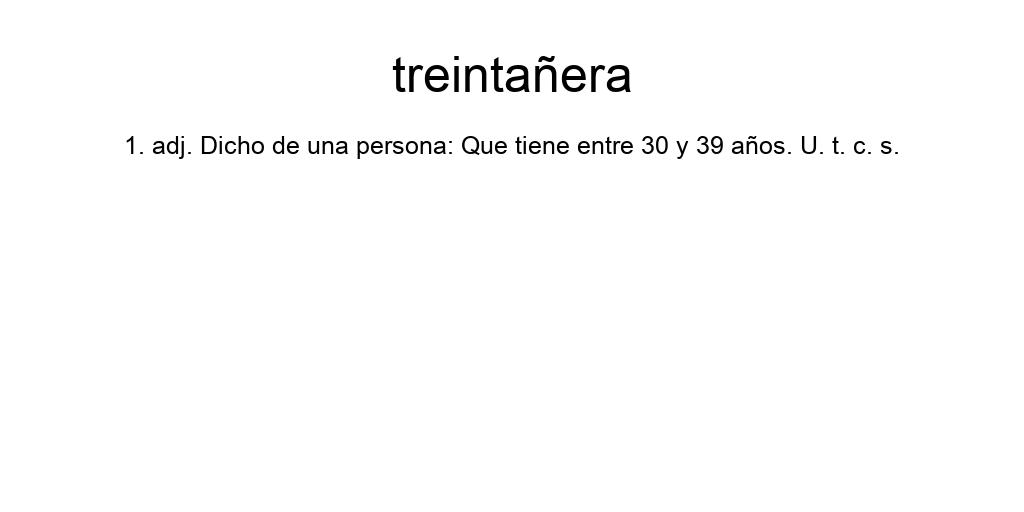 treintañera
1. adj. Dicho de una persona: Que tiene entre 30 y 39 años. U. t. c. s.